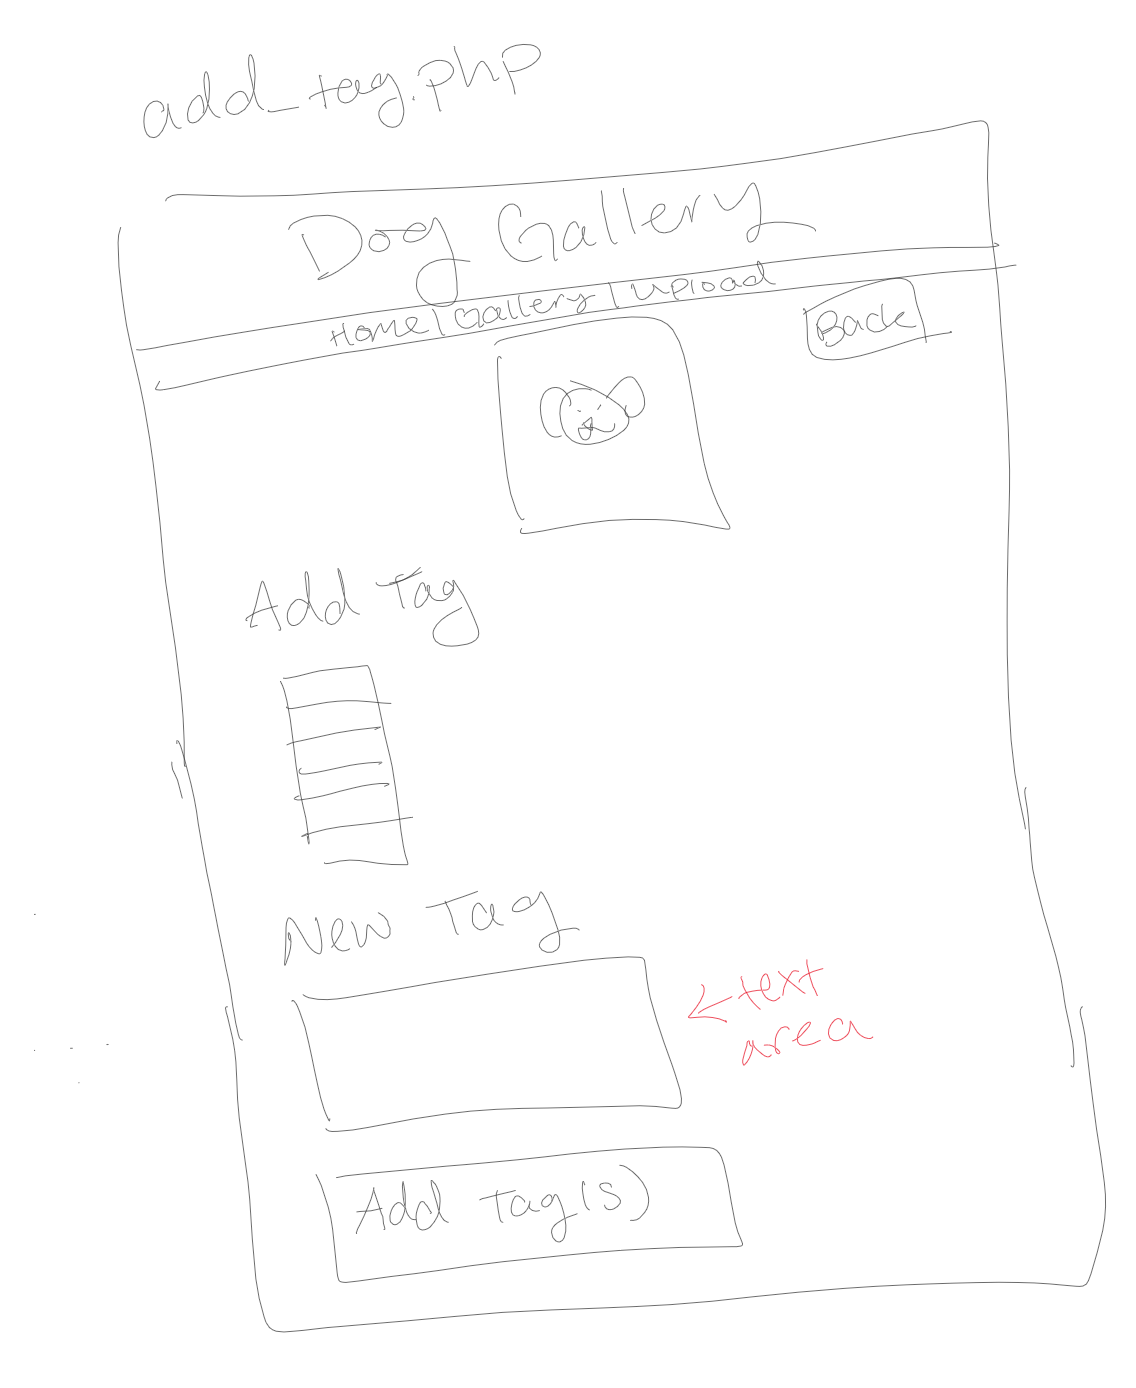 add_tag.php
Dog Gallery
Home | Gallery | Upload
Back
Add Tag
New Tag
← text
area
Add Tag(s)